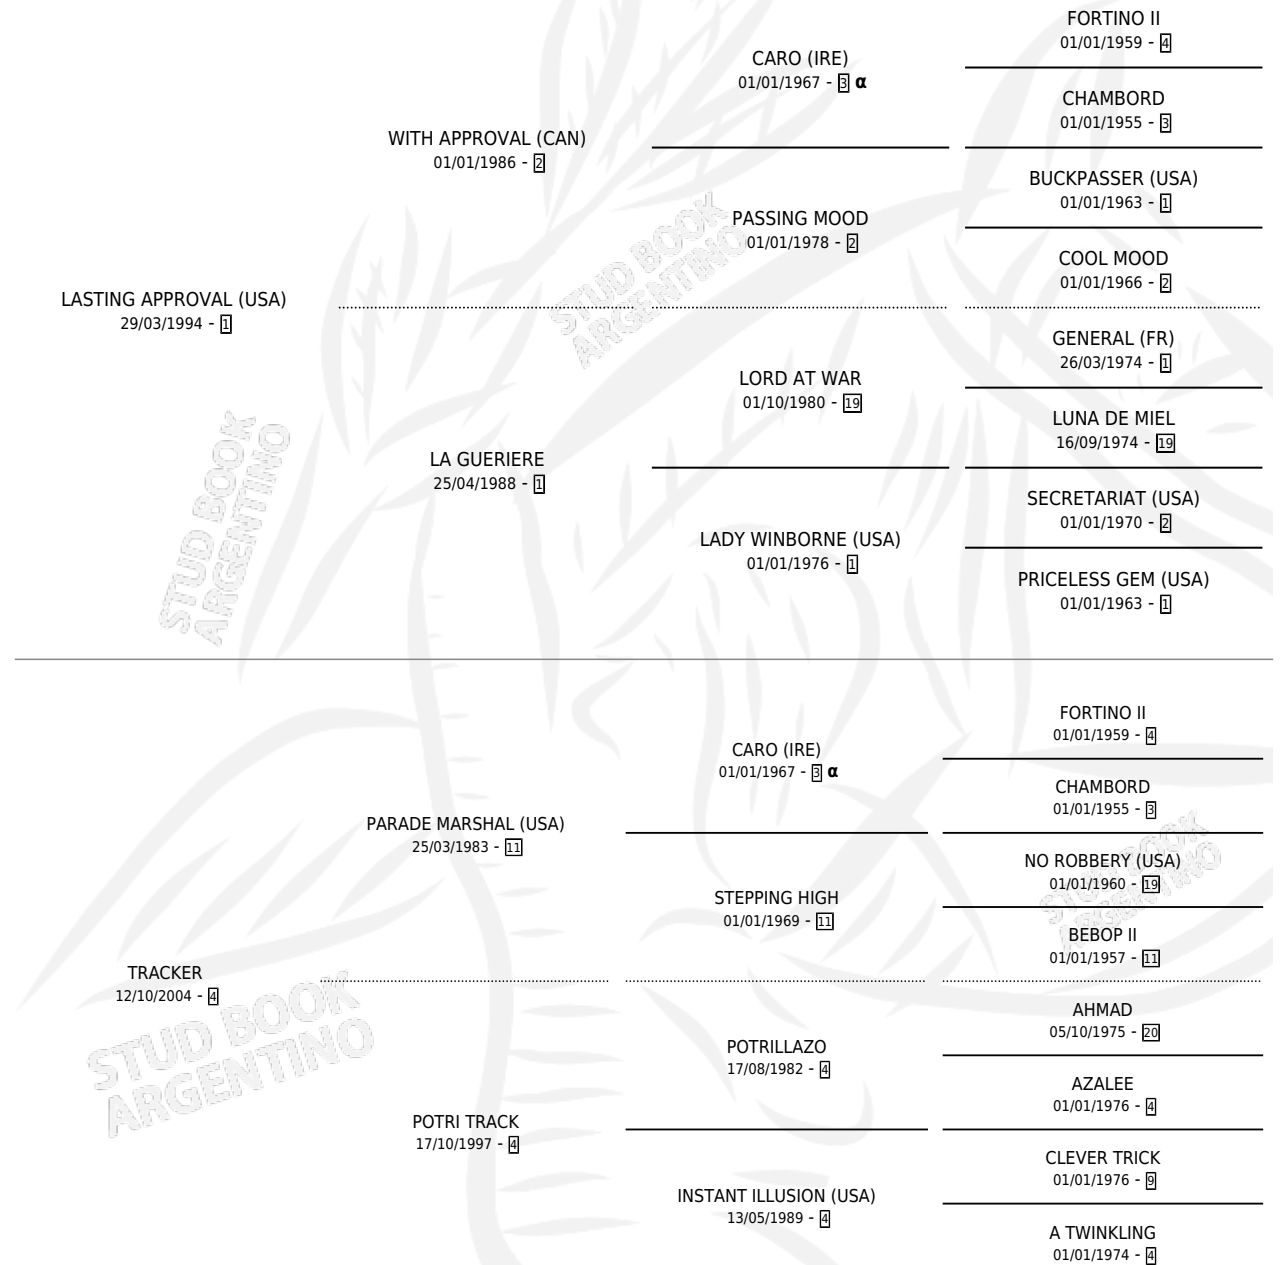 FORTINO II
01/01/1959 - 4
CARO (IRE)
01/01/1967 - 3 α
CHAMBORD
01/01/1955 - 3
WITH APPROVAL (CAN)
01/01/1986 - 2
BUCKPASSER (USA)
01/01/1963 - 1
PASSING MOOD
01/01/1978 - 2
COOL MOOD
01/01/1966 - 2
LASTING APPROVAL (USA)
29/03/1994 - 1
GENERAL (FR)
26/03/1974 - 1
LORD AT WAR
01/10/1980 - 19
LUNA DE MIEL
16/09/1974 - 19
LA GUERIERE
25/04/1988 - 1
SECRETARIAT (USA)
01/01/1970 - 2
LADY WINBORNE (USA)
01/01/1976 - 1
PRICELESS GEM (USA)
01/01/1963 - 1
STUD BOOK
ARGENTINO
STUD BOOK
ARGENTINO
FORTINO II
01/01/1959 - 4
CARO (IRE)
01/01/1967 - 3 α
CHAMBORD
01/01/1955 - 3
PARADE MARSHAL (USA)
25/03/1983 - 11
NO ROBBERY (USA)
01/01/1960 - 19
STEPPING HIGH
01/01/1969 - 11
BEBOP II
01/01/1957 - 11
TRACKER
12/10/2004 - 4
AHMAD
05/10/1975 - 20
POTRILLAZO
17/08/1982 - 4
AZALEE
01/01/1976 - 4
POTRI TRACK
17/10/1997 - 4
CLEVER TRICK
01/01/1976 - 9
INSTANT ILLUSION (USA)
13/05/1989 - 4
A TWINKLING
01/01/1974 - 4
STUD BOOK
ARGENTINO
STUD BOOK
ARGENTINO